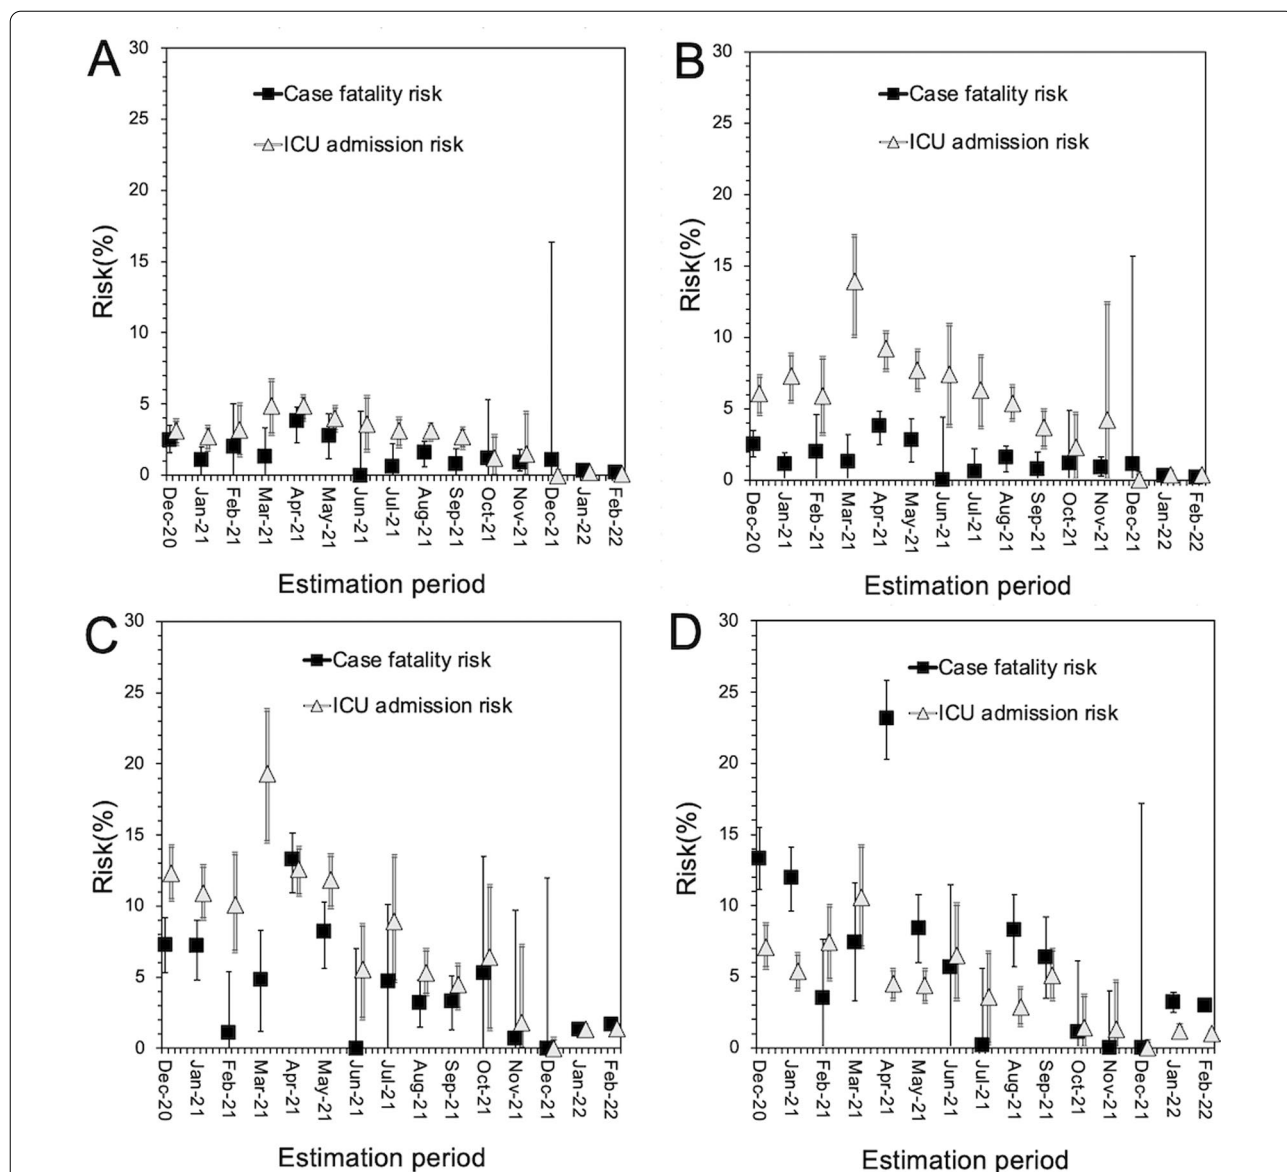 A
30
25
20
15
10
5
0
Risk(%)
Case fatality risk
ICU admission risk
Dec-20
Jan-21
Feb-21
Mar-21
Apr-21
May-21
Jun-21
Jul-21
Aug-21
Sep-21
Oct-21
Nov-21
Dec-21
Jan-22
Feb-22
Estimation period
B
30
25
20
15
10
5
0
Risk(%)
Case fatality risk
ICU admission risk
Dec-20
Jan-21
Feb-21
Mar-21
Apr-21
May-21
Jun-21
Jul-21
Aug-21
Sep-21
Oct-21
Nov-21
Dec-21
Jan-22
Feb-22
Estimation period
C
30
25
20
15
10
5
0
Risk(%)
Case fatality risk
ICU admission risk
Dec-20
Jan-21
Feb-21
Mar-21
Apr-21
May-21
Jun-21
Jul-21
Aug-21
Sep-21
Oct-21
Nov-21
Dec-21
Jan-22
Feb-22
Estimation period
D
30
25
20
15
10
5
0
Risk(%)
Case fatality risk
ICU admission risk
Dec-20
Jan-21
Feb-21
Mar-21
Apr-21
May-21
Jun-21
Jul-21
Aug-21
Sep-21
Oct-21
Nov-21
Dec-21
Jan-22
Feb-22
Estimation period